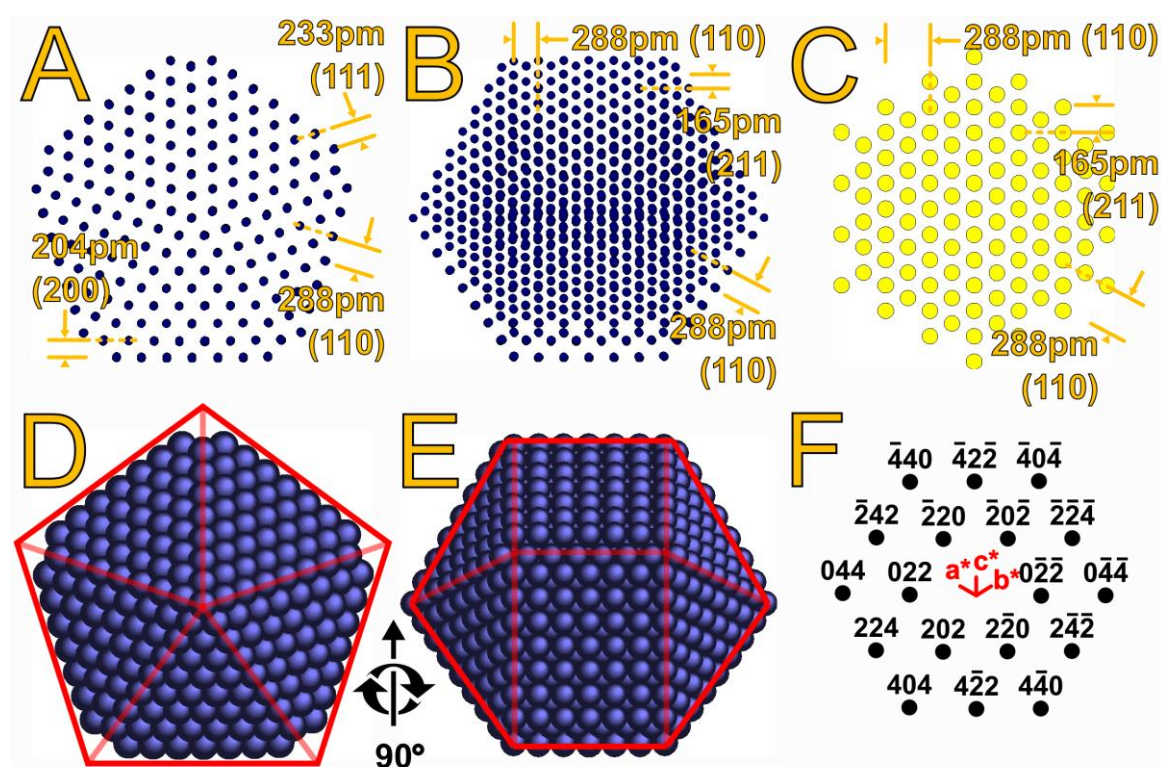 A
233pm
(111)
204pm
(200)
288pm
(110)
B
288pm (110)
165pm
(211)
288pm
(110)
C
288pm (110)
165pm
(211)
288pm
(110)
D
90°
E
F
4̄40 4̄22̄ 4̄04̄
2̄42 2̄20 2̄02̄ 2̄2̄4̄
044 022 a* c* b* 02̄2̄ 04̄4̄
224 202 22̄0 24̄2̄
404 42̄2 44̄0